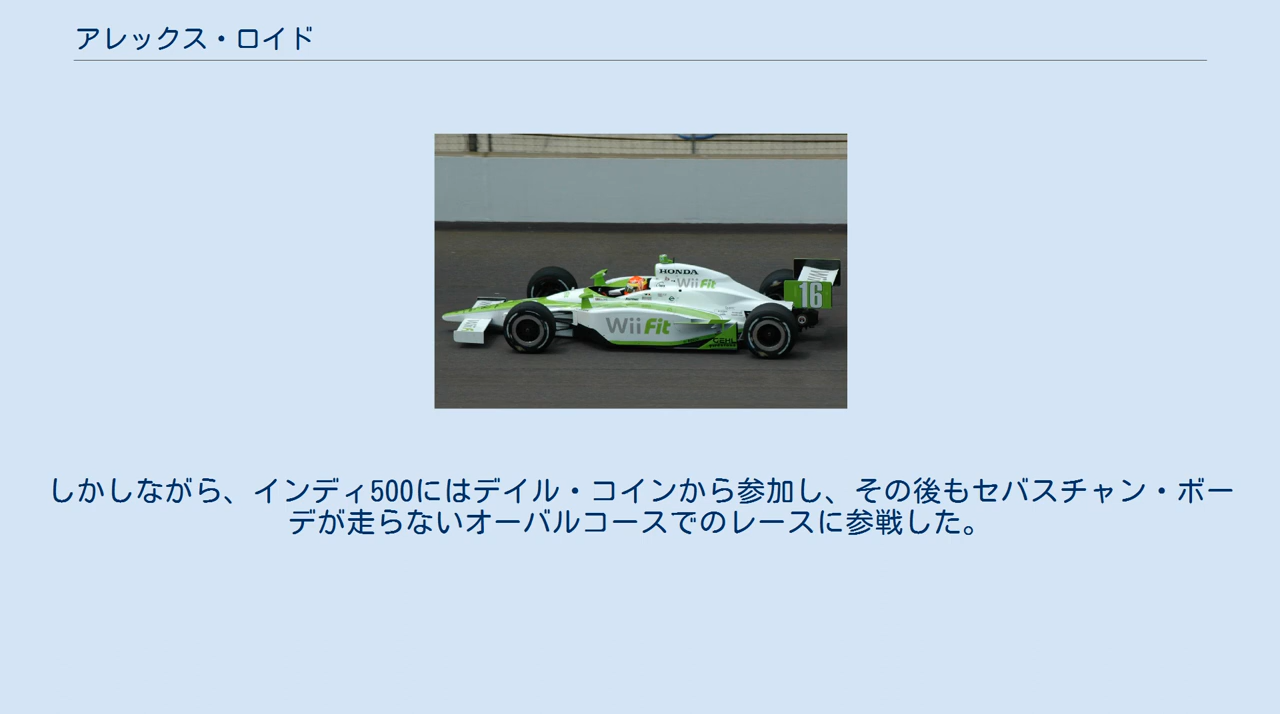 アレックス・ロイド
HONDA
Wii Fit
16
Wii Fit
GEHL
しかしながら、インディ500にはデイル・コインから参加し、その後もセバスチャン・ボー
デが走らないオーバルコースでのレースに参戦した。